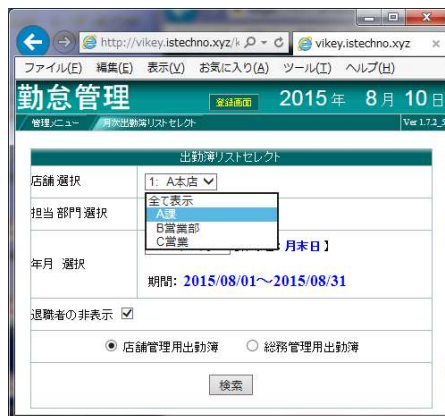 http://vikey.istechno.xyz/k
vikey.istechno.xyz
ファイル(F) 編集(E) 表示(V) お気に入り(A) ツール(T) ヘルプ(H)
勤怠管理 登録画面 2015年 8月 10日
管理メニュー 月次出勤簿リストセレクト Ver 1.7.2_
出勤簿リストセレクト
店舗 選択 1: A本店
全て表示
担当 部門 選択 A課
B営業部
C営業
年月 選択 : 月末日 】
期間: 2015/08/01～2015/08/31
退職者の非表示
店舗管理用出勤簿 総務管理用出勤簿
検索